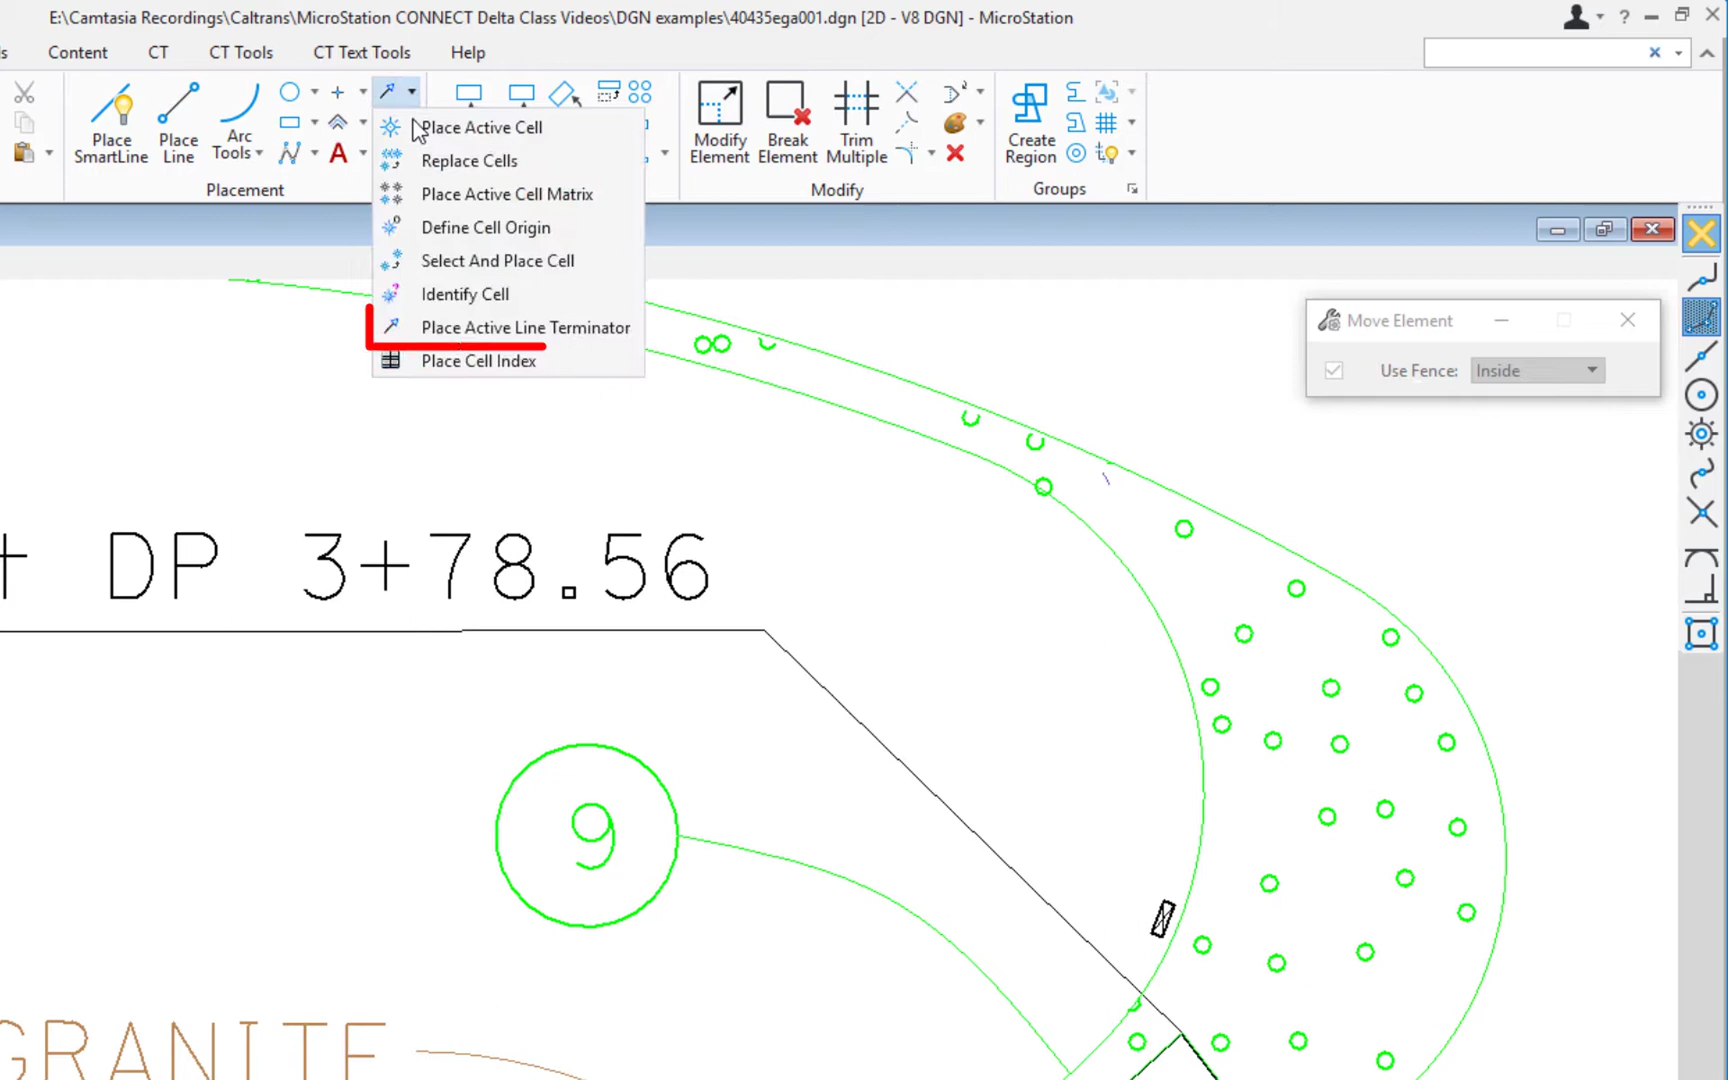 E:\Camtasia Recordings\Caltrans\MicroStation CONNECT Delta Class Videos\DGN examples\40435ega001.dgn [2D - V8 DGN] - MicroStation
Content CT CT Tools CT Text Tools Help
Place SmartLine
Place Line
Arc Tools
Placement
Place Active Cell
Replace Cells
Place Active Cell Matrix
Define Cell Origin
Select And Place Cell
Identify Cell
Place Active Line Terminator
Place Cell Index
Modify Element
Break Element
Trim Multiple
Modify
Create Region
Groups
Move Element
Use Fence: Inside
DP 3+78.56
9
GRANITE